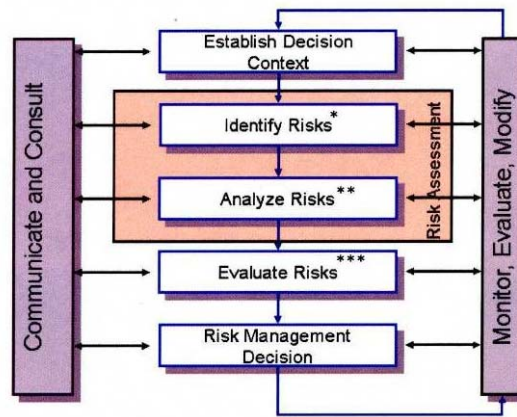 Establish Decision
Context
Identify Risks*
Analyze Risks**
Evaluate Risks***
Risk Management
Decision
Communicate and Consult
Risk Assessment
Monitor, Evaluate, Modify